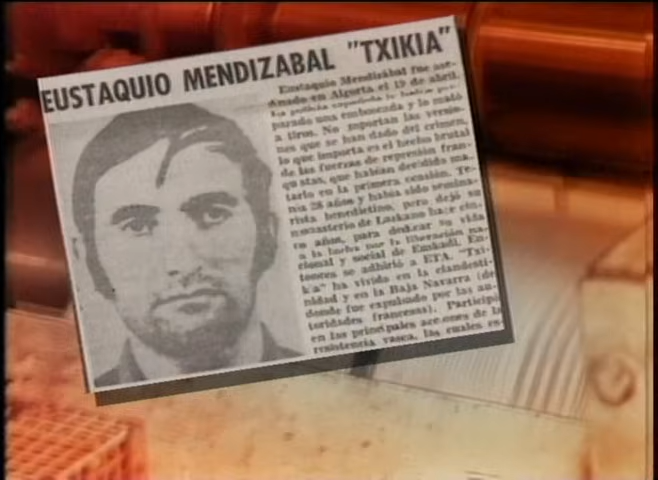 EUSTAQUIO MENDIZABAL "TXIKIA"
Eustaquio Mendizábal fue ase-
sinado en Algorta el 19 de abril.
parado una emboscada y lo mató
a tiros. No importan las versio-
nes que se han dado del crimen,
lo que importa es el hecho brutal
de las fuerzas de represión fran-
quistas, que habían decidido ma-
tarlo en la primera ocasión. Te-
nía 28 años y había sido semina-
rista benedictino, pero dejó su
monasterio de Lazkano hace cin-
co años, para dedicar su vida
a la lucha por la liberación na-
cional y social de Euskadi. En-
tonces se adhirió a ETA. "Txi-
kia" ha vivido en la clandesti-
nidad y en la Baja Navarra (de
donde fue expulsado por las au-
toridades francesas). Participó
en las principales acciones de la
resistencia vasca, las cuales es-